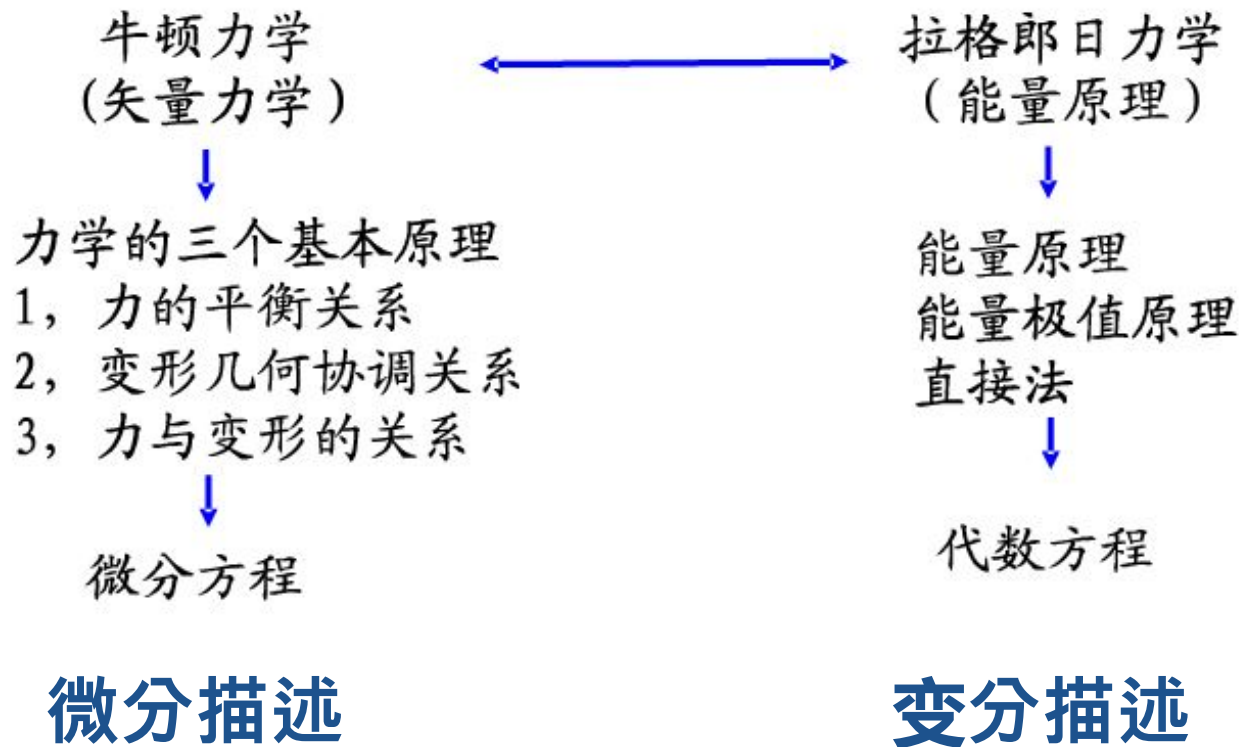 牛顿力学
(矢量力学)
力学的三个基本原理
1，力的平衡关系
2，变形几何协调关系
3，力与变形的关系
微分方程
微分描述
拉格郎日力学
(能量原理)
能量原理
能量极值原理
直接法
代数方程
变分描述